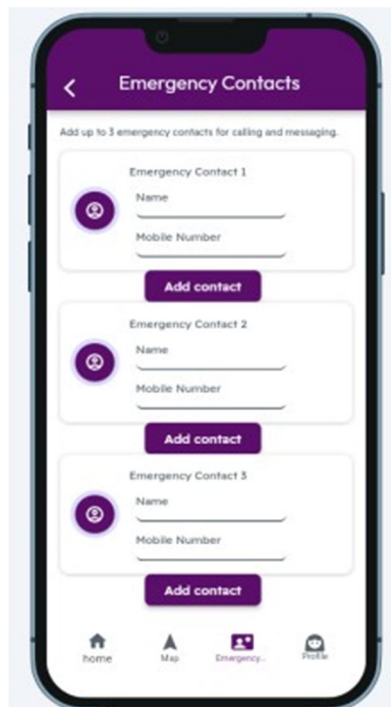 Emergency Contacts
Add up to 3 emergency contacts for calling and messaging.
Emergency Contact 1
Name
Mobile Number
Add contact
Emergency Contact 2
Name
Mobile Number
Add contact
Emergency Contact 3
Name
Mobile Number
Add contact
home Map Emergency... Profile